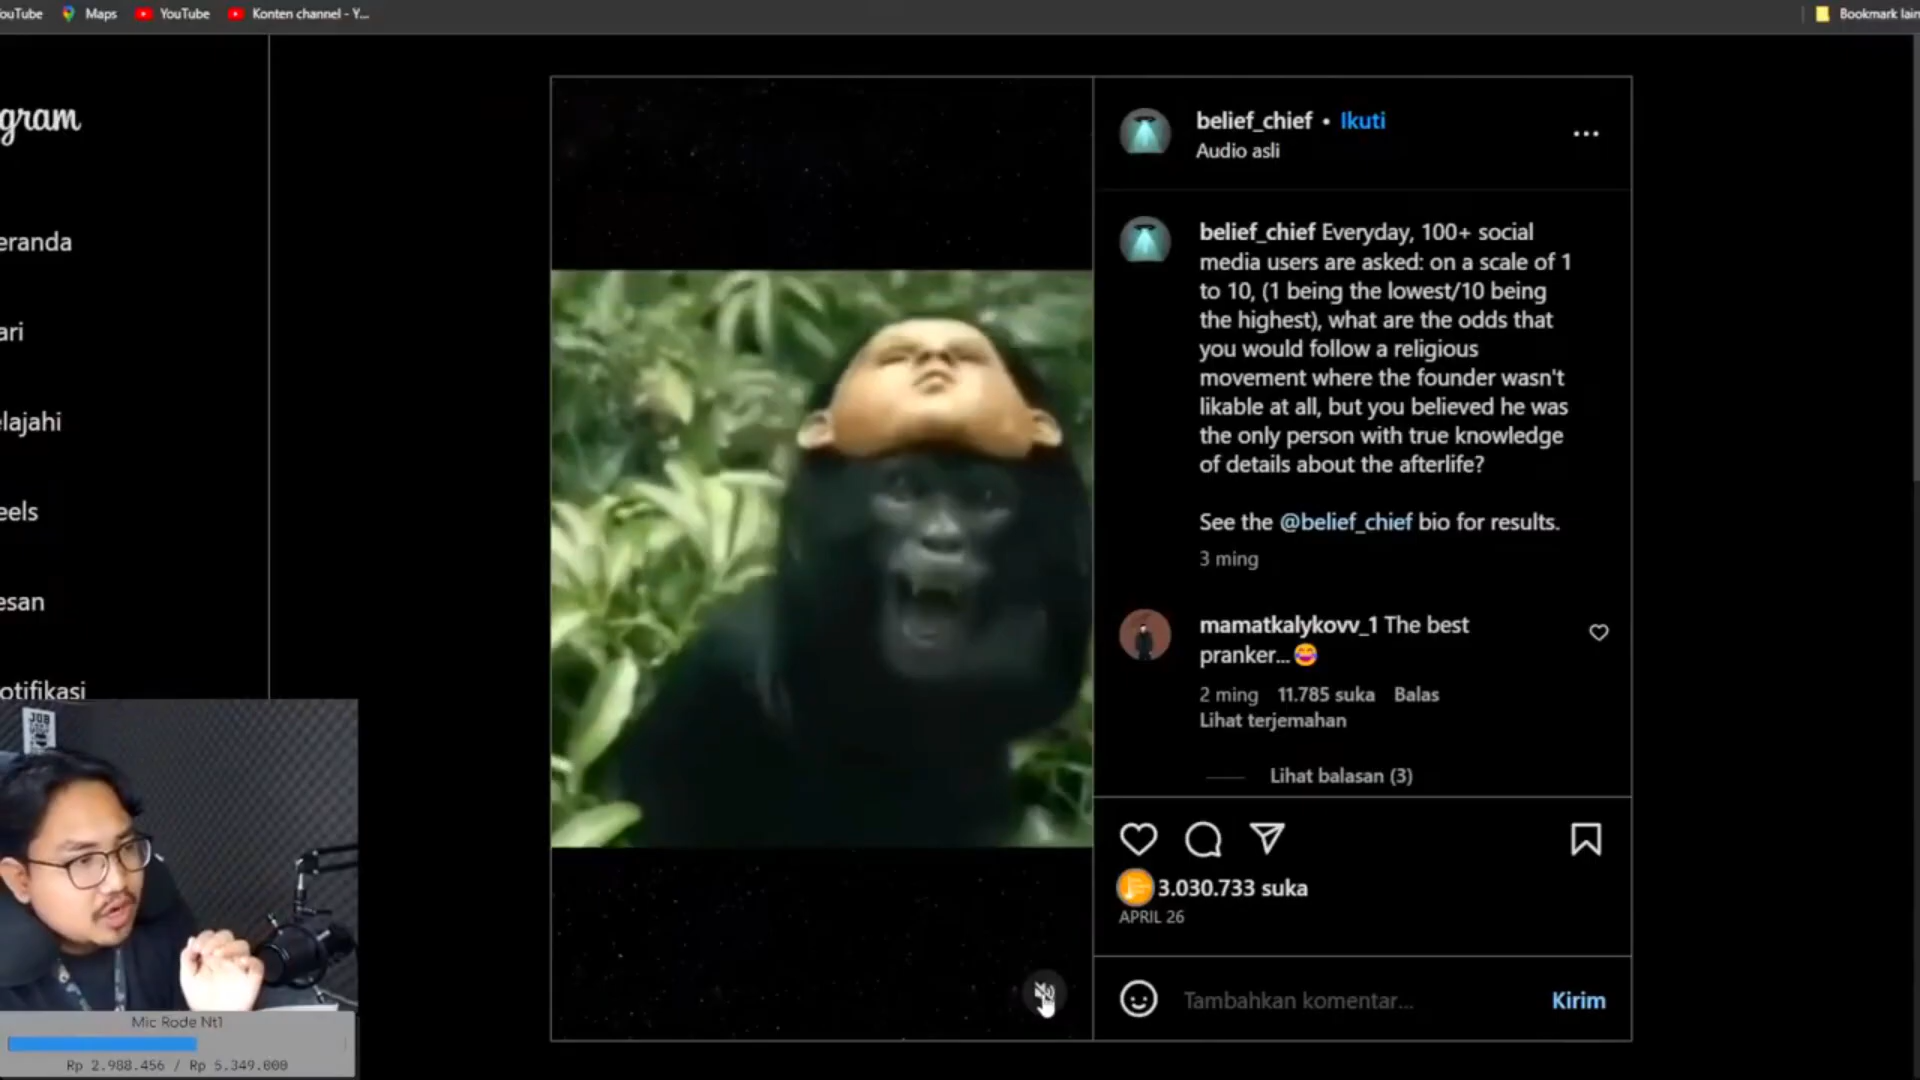 YouTube
Maps
YouTube
Konten channel - Y...
Bookmark lain
gram
eranda
ari
elajahi
eels
esan
otifikasi
belief_chief • Ikuti
Audio asli
belief_chief Everyday, 100+ social
media users are asked: on a scale of 1
to 10, (1 being the lowest/10 being
the highest), what are the odds that
you would follow a religious
movement where the founder wasn't
likable at all, but you believed he was
the only person with true knowledge
of details about the afterlife?
See the @belief_chief bio for results.
3 ming
mamatkalykovv_1 The best
pranker...😂
2 ming 11.785 suka Balas
Lihat terjemahan
Lihat balasan (3)
3.030.733 suka
APRIL 26
Tambahkan komentar... Kirim
JOB
Mic Rode Nt1
Rp 2.988.456 / Rp 5.349.000